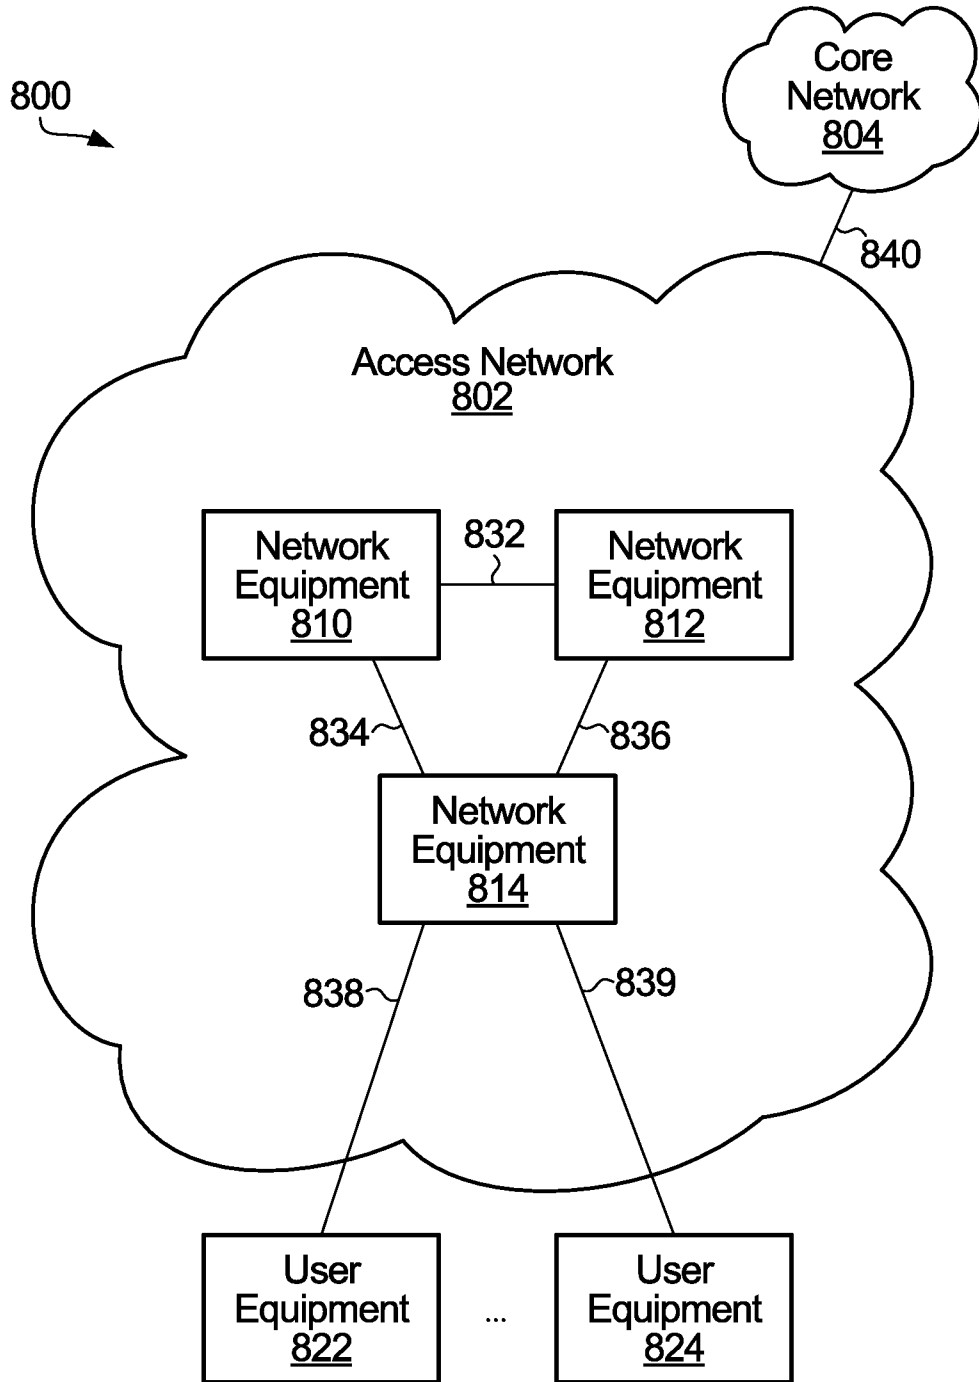 800
Core
Network
804
840
Access Network
802
832
Network
Equipment
810
Network
Equipment
812
834
836
Network
Equipment
814
838
839
User
Equipment
822
...
User
Equipment
824